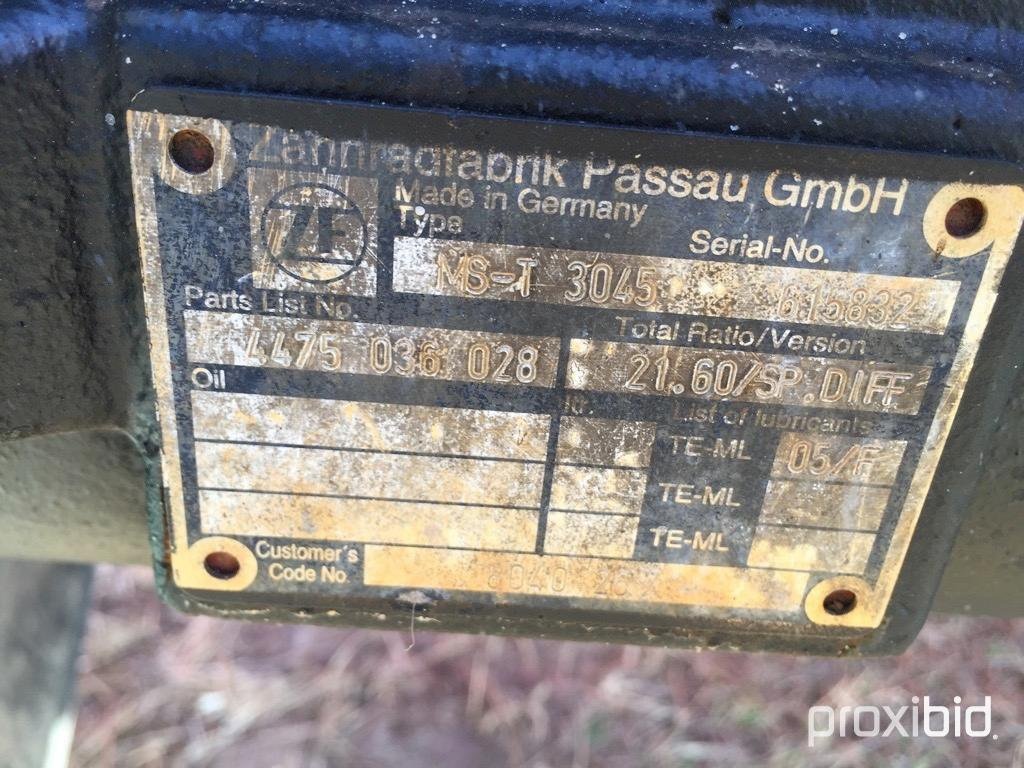 Zahnradfabrik Passau GmbH
ZF
Made in Germany
Type
Serial-No.
MS-T 3045 615832
Parts List No.
Total Ratio/Version
4475 036 028
21.60/SP.DIFF
Oil
ltr.
List of lubricants
TE-ML 05/F
TE-ML
TE-ML
Customer's
Code No.
proxibid